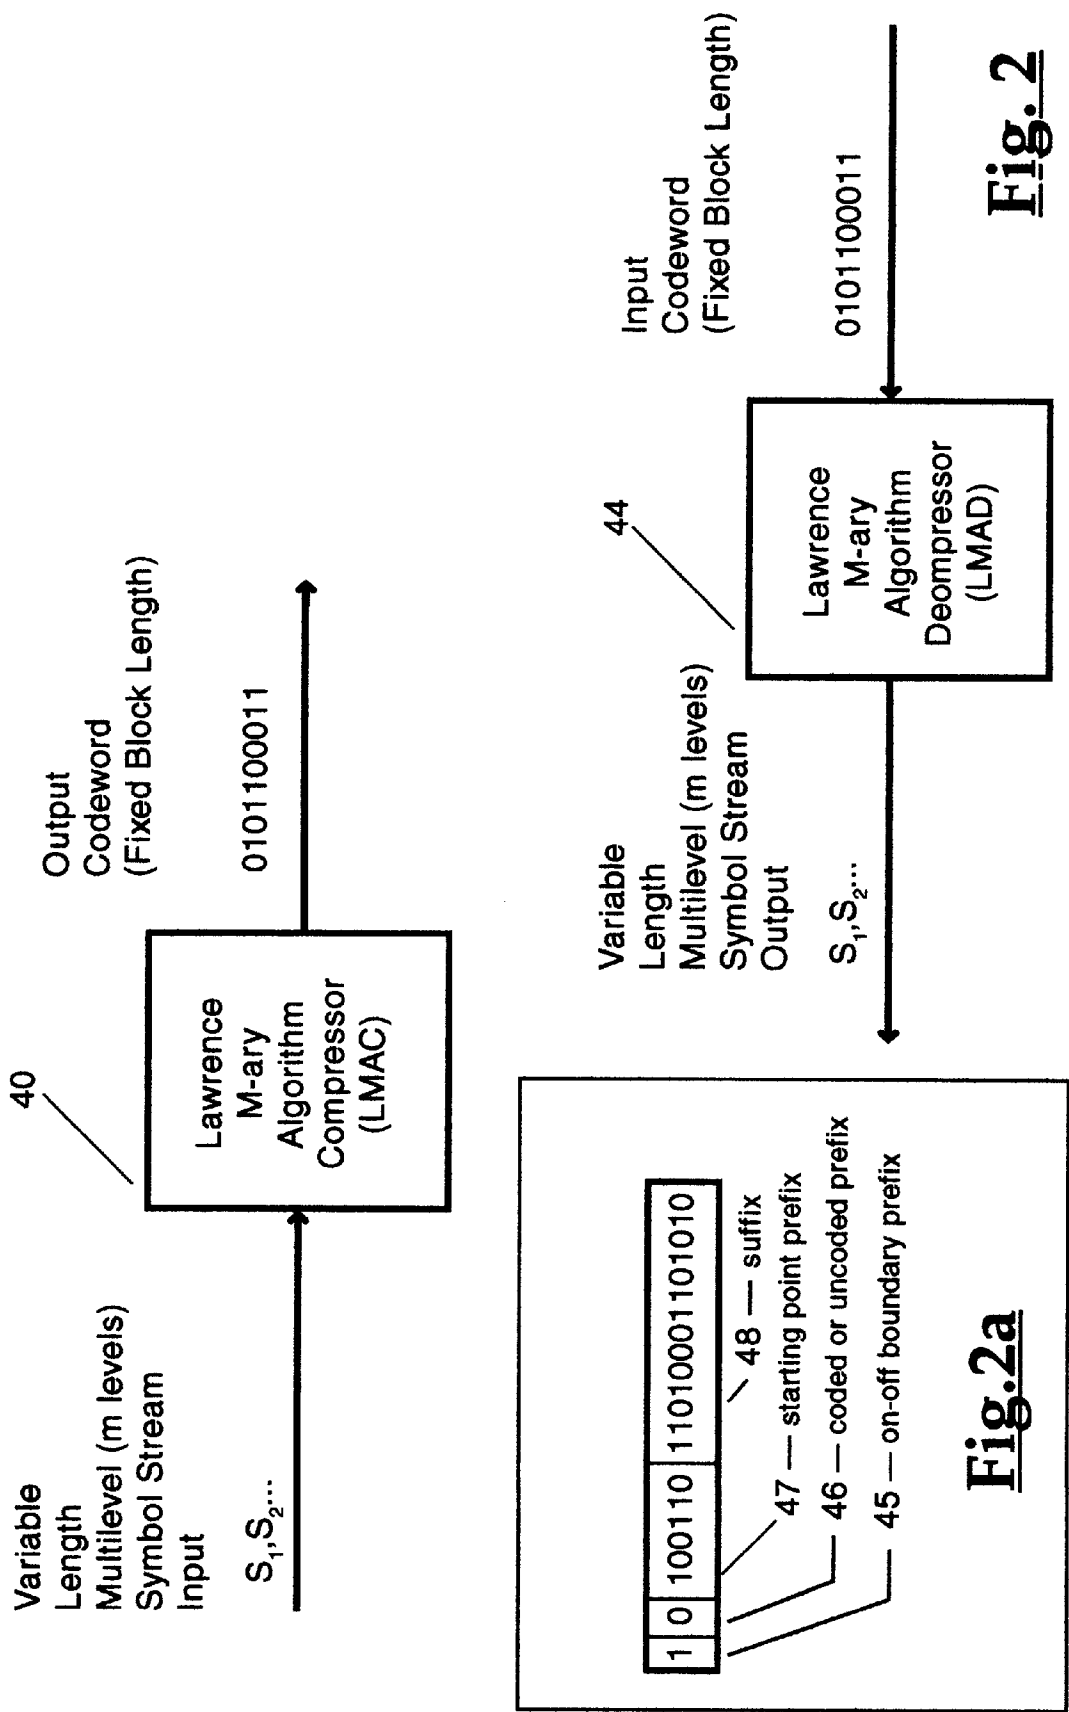 40
Variable
Length
Multilevel (m levels)
Symbol Stream
Input
S1,S2...
Lawrence
M-ary
Algorithm
Compressor
(LMAC)
Output
Codeword
(Fixed Block Length)
0101100011
44
Variable
Length
Multilevel (m levels)
Symbol Stream
Output
S1,S2...
Lawrence
M-ary
Algorithm
Deompressor
(LMAD)
Input
Codeword
(Fixed Block Length)
0101100011
Fig. 2
1 0 100110 1101000110101010
48 — suffix
47 — starting point prefix
46 — coded or uncoded prefix
45 — on-off boundary prefix
Fig.2a